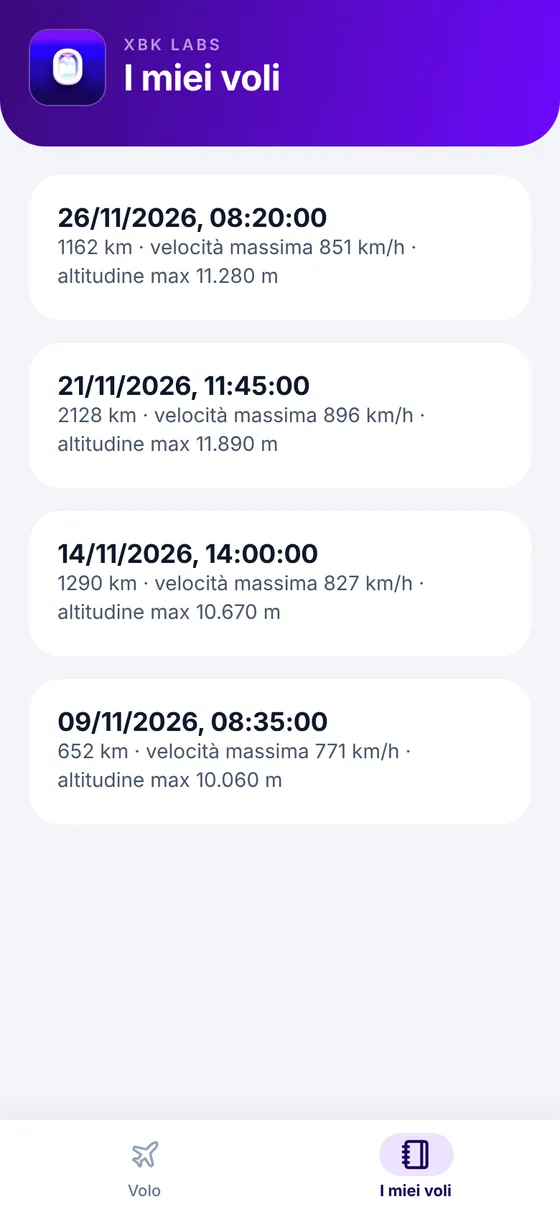 XBK LABS
I miei voli
26/11/2026, 08:20:00
1162 km · velocità massima 851 km/h ·
altitudine max 11.280 m
21/11/2026, 11:45:00
2128 km · velocità massima 896 km/h ·
altitudine max 11.890 m
14/11/2026, 14:00:00
1290 km · velocità massima 827 km/h ·
altitudine max 10.670 m
09/11/2026, 08:35:00
652 km · velocità massima 771 km/h ·
altitudine max 10.060 m
Volo
I miei voli